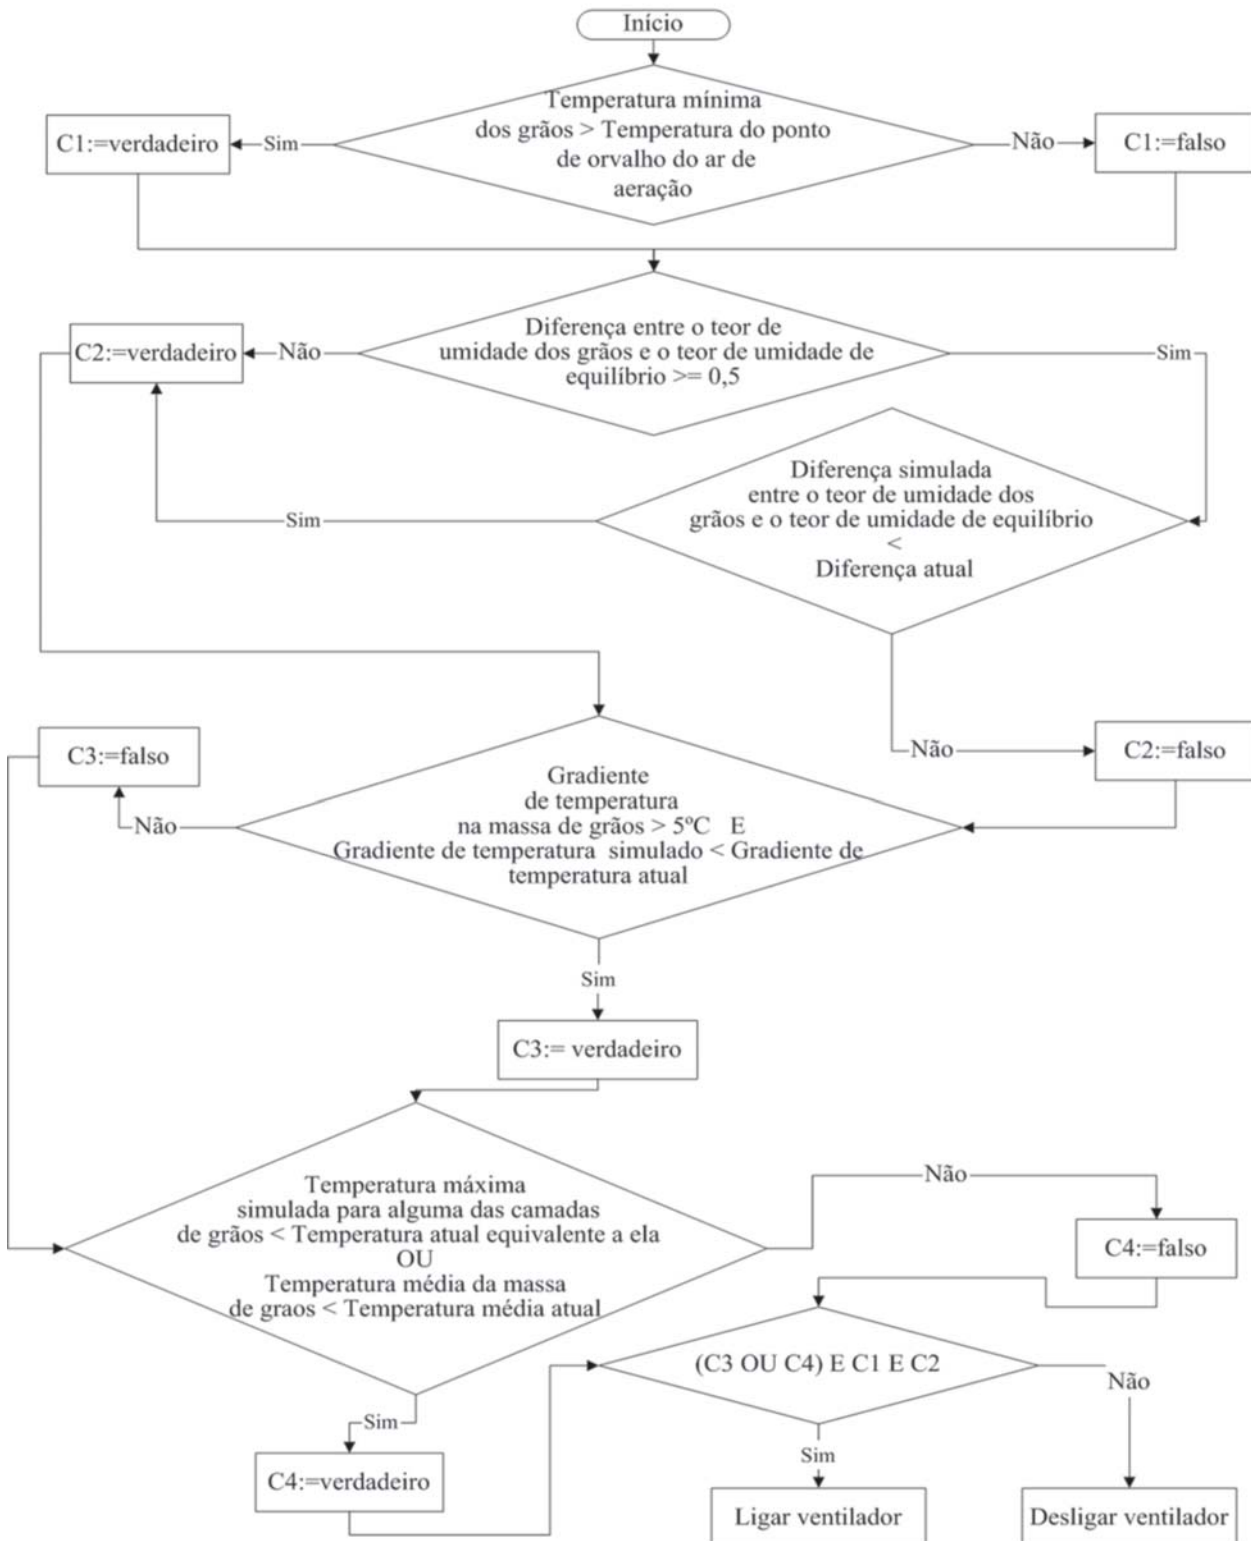 Início
Temperatura mínima
dos grãos > Temperatura do ponto
de orvalho do ar de
aeração
Sim
C1:=verdadeiro
Não
C1:=falso
Diferença entre o teor de
umidade dos grãos e o teor de umidade de
equilíbrio >= 0,5
Não
C2:=verdadeiro
Sim
Diferença simulada
entre o teor de umidade dos
grãos e o teor de umidade de equilíbrio
<
Diferença atual
Sim
Não
C2:=falso
Gradiente
de temperatura
na massa de grãos > 5ºC E
Gradiente de temperatura simulado < Gradiente de
temperatura atual
Não
C3:=falso
Sim
C3:= verdadeiro
Temperatura máxima
simulada para alguma das camadas
de grãos < Temperatura atual equivalente a ela
OU
Temperatura média da massa
de graos < Temperatura média atual
Não
C4:=falso
Sim
C4:=verdadeiro
(C3 OU C4) E C1 E C2
Sim
Ligar ventilador
Não
Desligar ventilador